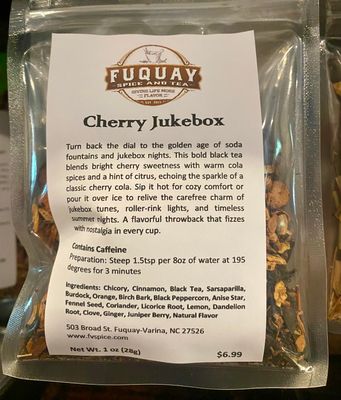 FUQUAY
SPICE AND TEA
GIVING LIFE MORE
FLAVOR
Cherry Jukebox
Turn back the dial to the golden age of soda
fountains and jukebox nights. This bold black tea
blends bright cherry sweetness with warm cola
spices and a hint of citrus, echoing the sparkle of a
classic cherry cola. Sip it hot for cozy comfort or
pour it over ice to relive the carefree charm of
jukebox tunes, roller-rink lights, and timeless
summer nights. A flavorful throwback that fizzes
with nostalgia in every cup.
Contains Caffeine
Preparation: Steep 1.5tsp per 8oz of water at 195
degrees for 3 minutes
Ingredients: Chicory, Cinnamon, Black Tea, Sarsaparilla,
Burdock, Orange, Birch Bark, Black Peppercorn, Anise Star,
Fennel Seed, Coriander, Licorice Root, Lemon, Dandelion
Root, Clove, Ginger, Juniper Berry, Natural Flavor
503 Broad St. Fuquay-Varina, NC 27526
www.fvspice.com
Net Wt. 1 oz (28g) $6.99